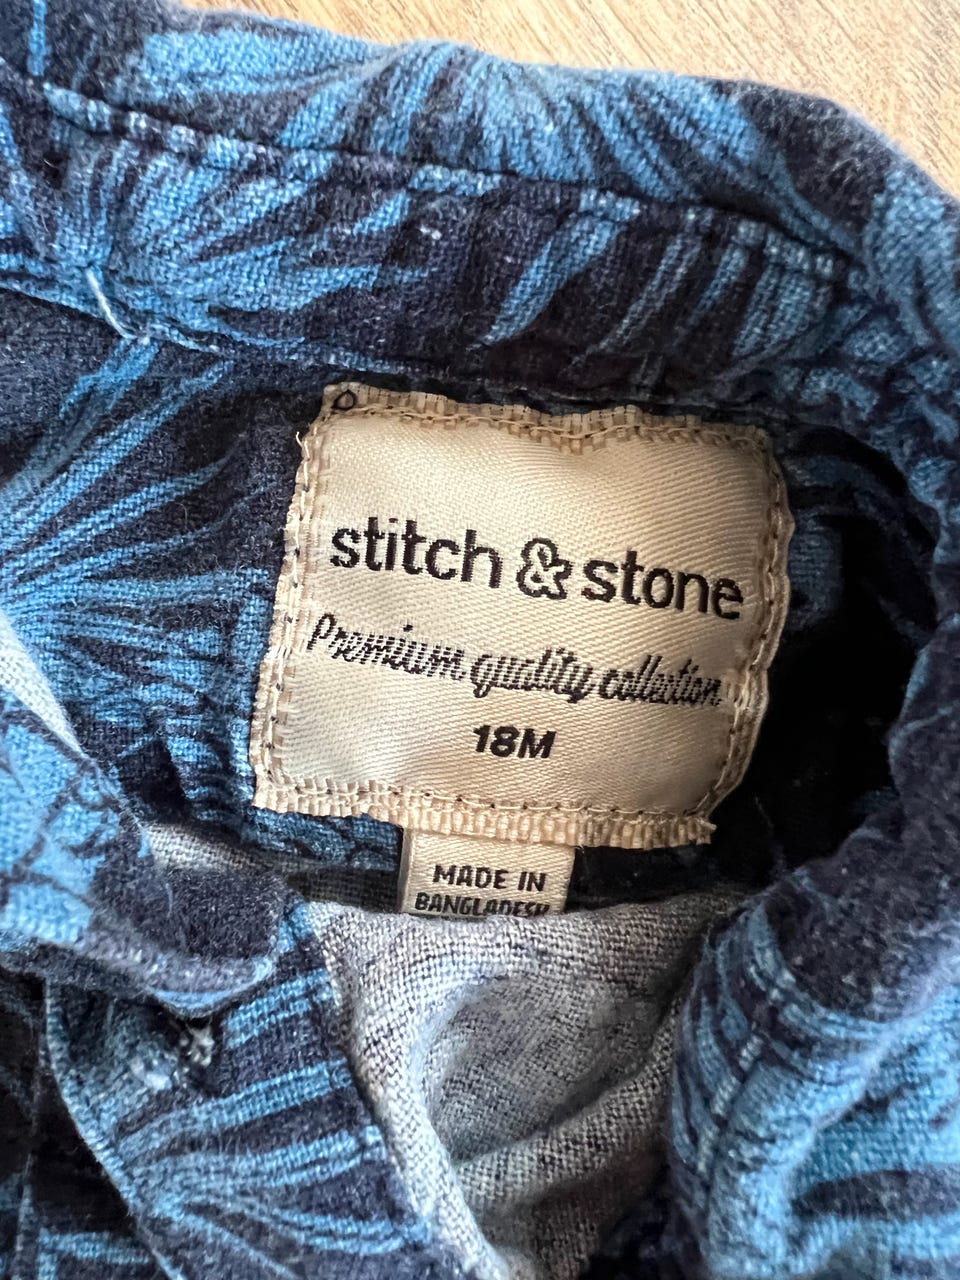 stitch & stone
Premium quality collection
18M
MADE IN
BANGLADESH